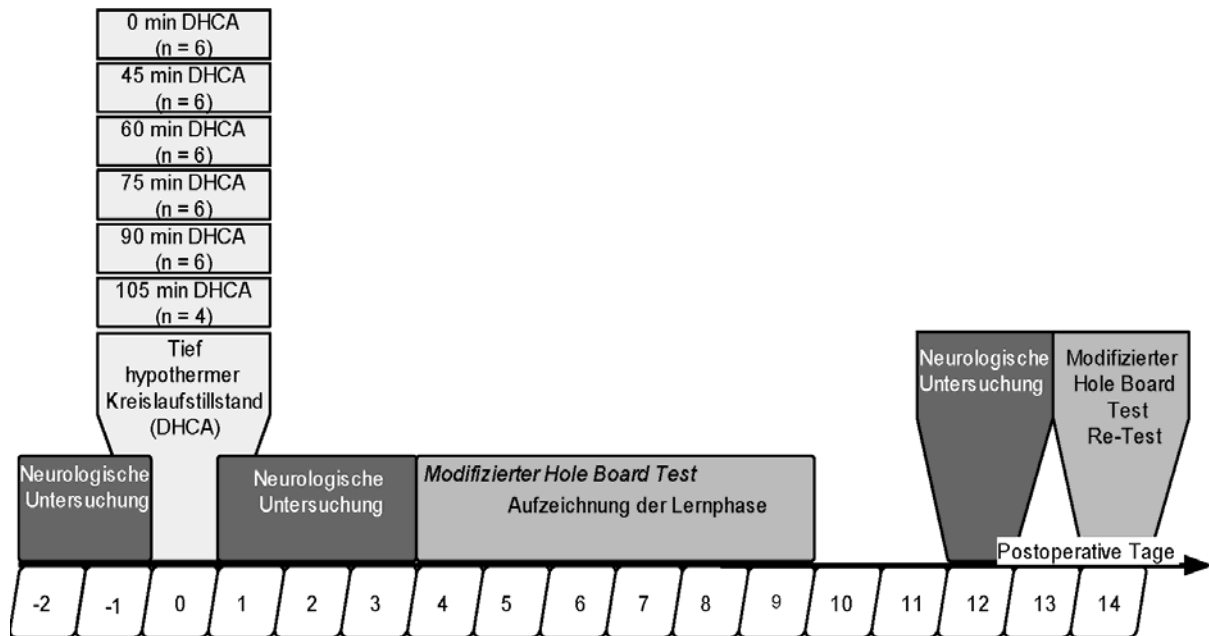 0 min DHCA
(n = 6)
45 min DHCA
(n = 6)
60 min DHCA
(n = 6)
75 min DHCA
(n = 6)
90 min DHCA
(n = 6)
105 min DHCA
(n = 4)
Tief
hypothermer
Kreislaufstillstand
(DHCA)
Neurologische
Untersuchung
Neurologische
Untersuchung
Modifizierter Hole Board Test
Aufzeichnung der Lernphase
Neurologische
Untersuchung
Modifizierter
Hole Board
Test
Re-Test
Postoperative Tage
-2 -1 0 1 2 3 4 5 6 7 8 9 10 11 12 13 14